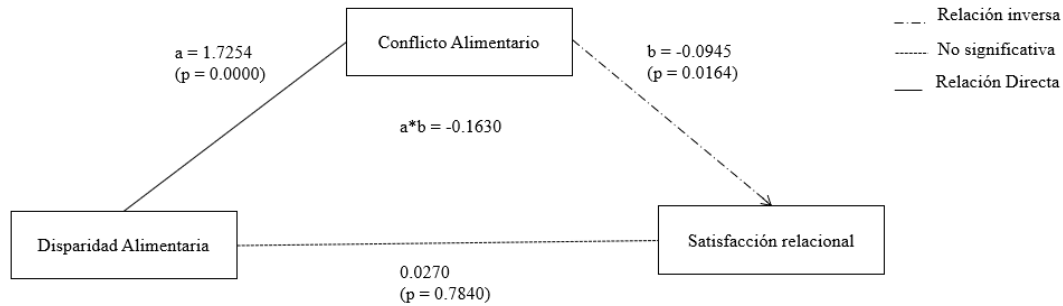 Conflicto Alimentario
a = 1.7254
(p = 0.0000)
b = -0.0945
(p = 0.0164)
a*b = -0.1630
Disparidad Alimentaria
Satisfacción relacional
0.0270
(p = 0.7840)
Relación inversa
No significativa
Relación Directa